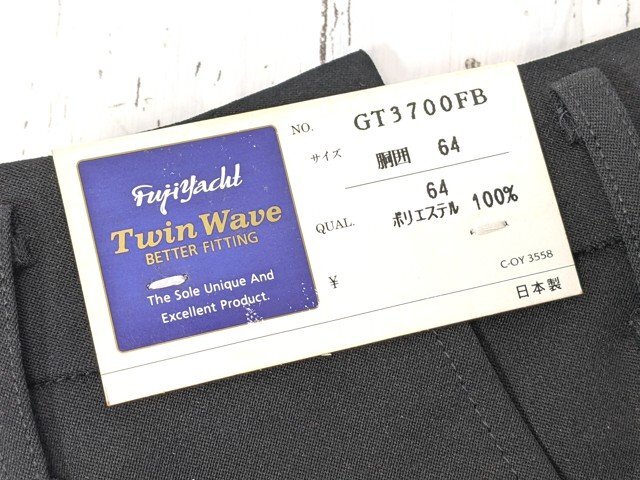 FujiYacht
Twin Wave
BETTER FITTING
The Sole Unique And
Excellent Product.
NO. GT3700FB
サイズ 胴囲 64
64
QUAL. ポリエステル 100%
¥
C-OY 3558
日本製